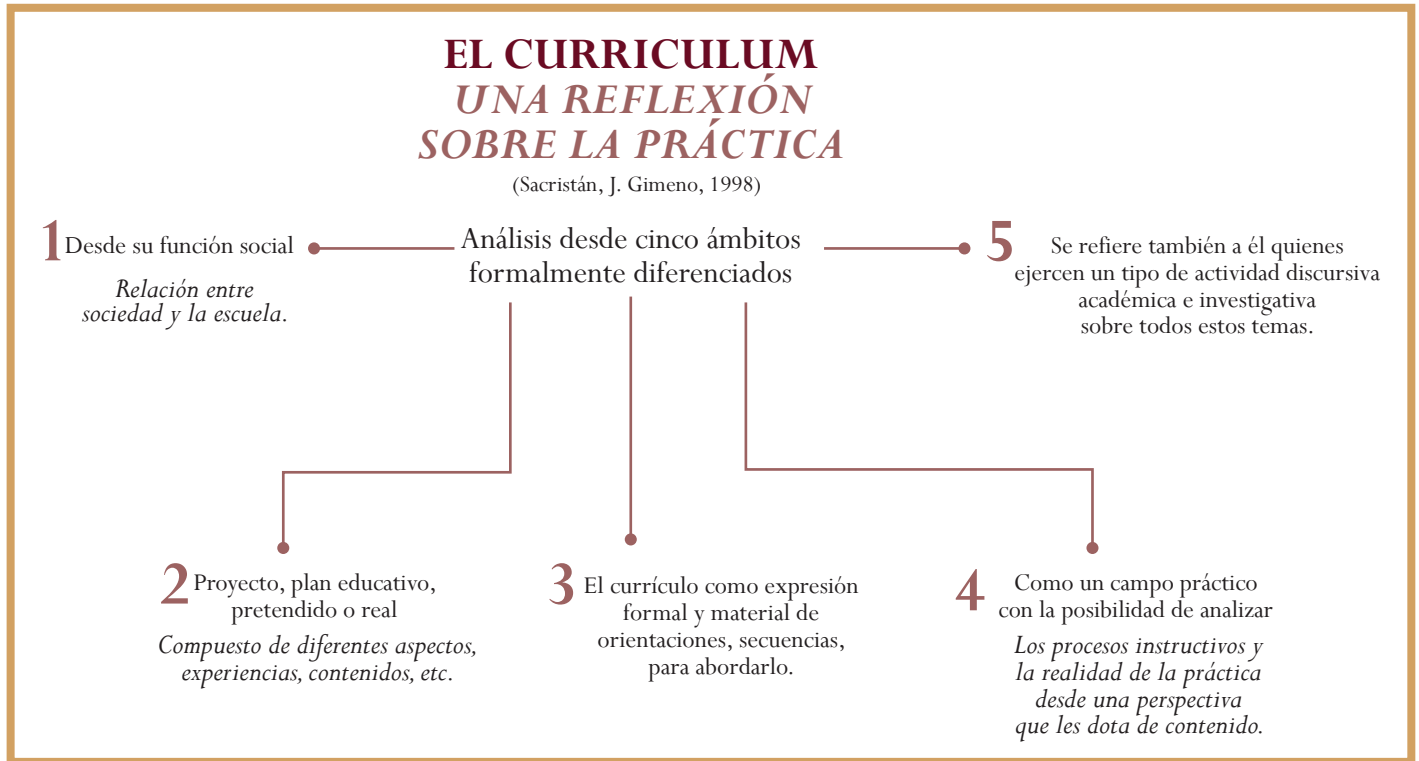 EL CURRICULUM
UNA REFLEXIÓN
SOBRE LA PRÁCTICA
(Sacristán, J. Gimeno, 1998)
Análisis desde cinco ámbitos
formalmente diferenciados
1 Desde su función social
Relación entre
sociedad y la escuela.
2 Proyecto, plan educativo,
pretendido o real
Compuesto de diferentes aspectos,
experiencias, contenidos, etc.
3 El currículo como expresión
formal y material de
orientaciones, secuencias,
para abordarlo.
4 Como un campo práctico
con la posibilidad de analizar
Los procesos instructivos y
la realidad de la práctica
desde una perspectiva
que les dota de contenido.
5 Se refiere también a él quienes
ejercen un tipo de actividad discursiva
académica e investigativa
sobre todos estos temas.